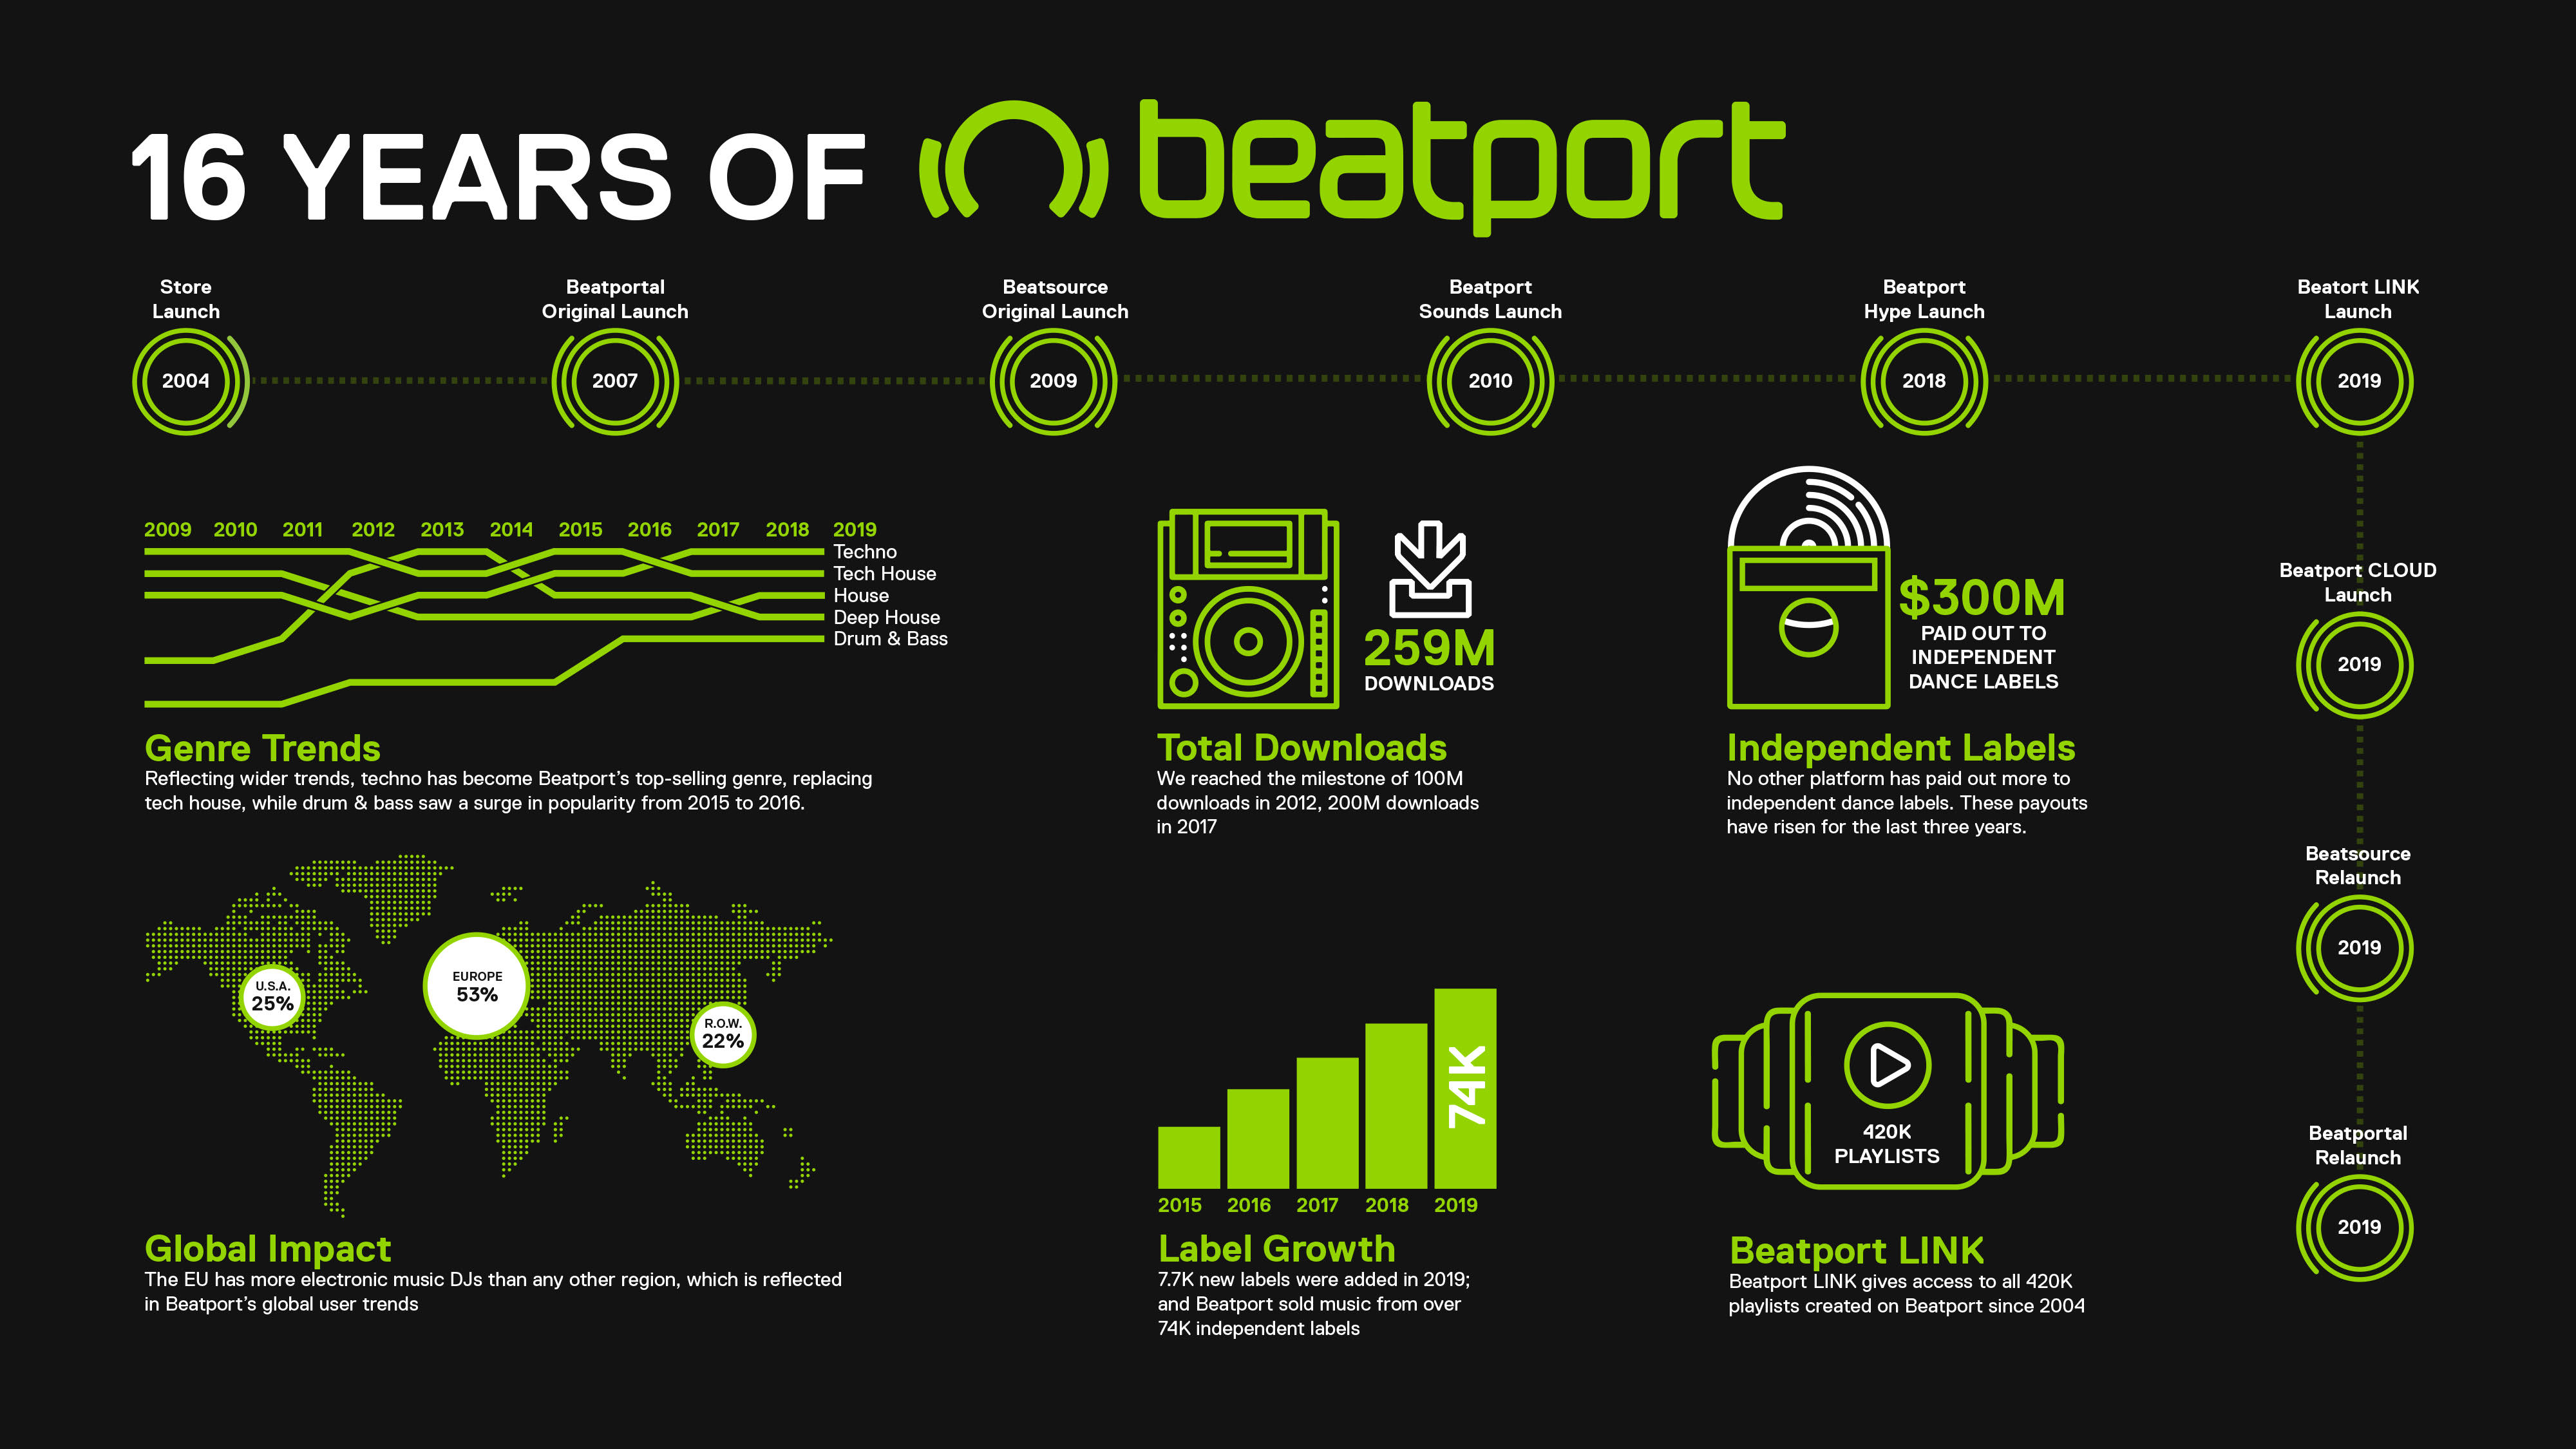 16 YEARS OF beatport
Store
Launch
2004
Beatportal
Original Launch
2007
Beatsource
Original Launch
2009
Beatport
Sounds Launch
2010
Beatport
Hype Launch
2018
Beatort LINK
Launch
2019
Beatport CLOUD
Launch
2019
Beatsource
Relaunch
2019
Beatportal
Relaunch
2019
2009 2010 2011 2012 2013 2014 2015 2016 2017 2018 2019
Techno
Tech House
House
Deep House
Drum & Bass
Genre Trends
Reflecting wider trends, techno has become Beatport’s top-selling genre, replacing
tech house, while drum & bass saw a surge in popularity from 2015 to 2016.
259M
DOWNLOADS
Total Downloads
We reached the milestone of 100M
downloads in 2012, 200M downloads
in 2017
$300M
PAID OUT TO
INDEPENDENT
DANCE LABELS
Independent Labels
No other platform has paid out more to
independent dance labels. These payouts
have risen for the last three years.
U.S.A.
25%
EUROPE
53%
R.O.W.
22%
Global Impact
The EU has more electronic music DJs than any other region, which is reflected
in Beatport’s global user trends
74K
2015 2016 2017 2018 2019
Label Growth
7.7K new labels were added in 2019;
and Beatport sold music from over
74K independent labels
420K
PLAYLISTS
Beatport LINK
Beatport LINK gives access to all 420K
playlists created on Beatport since 2004